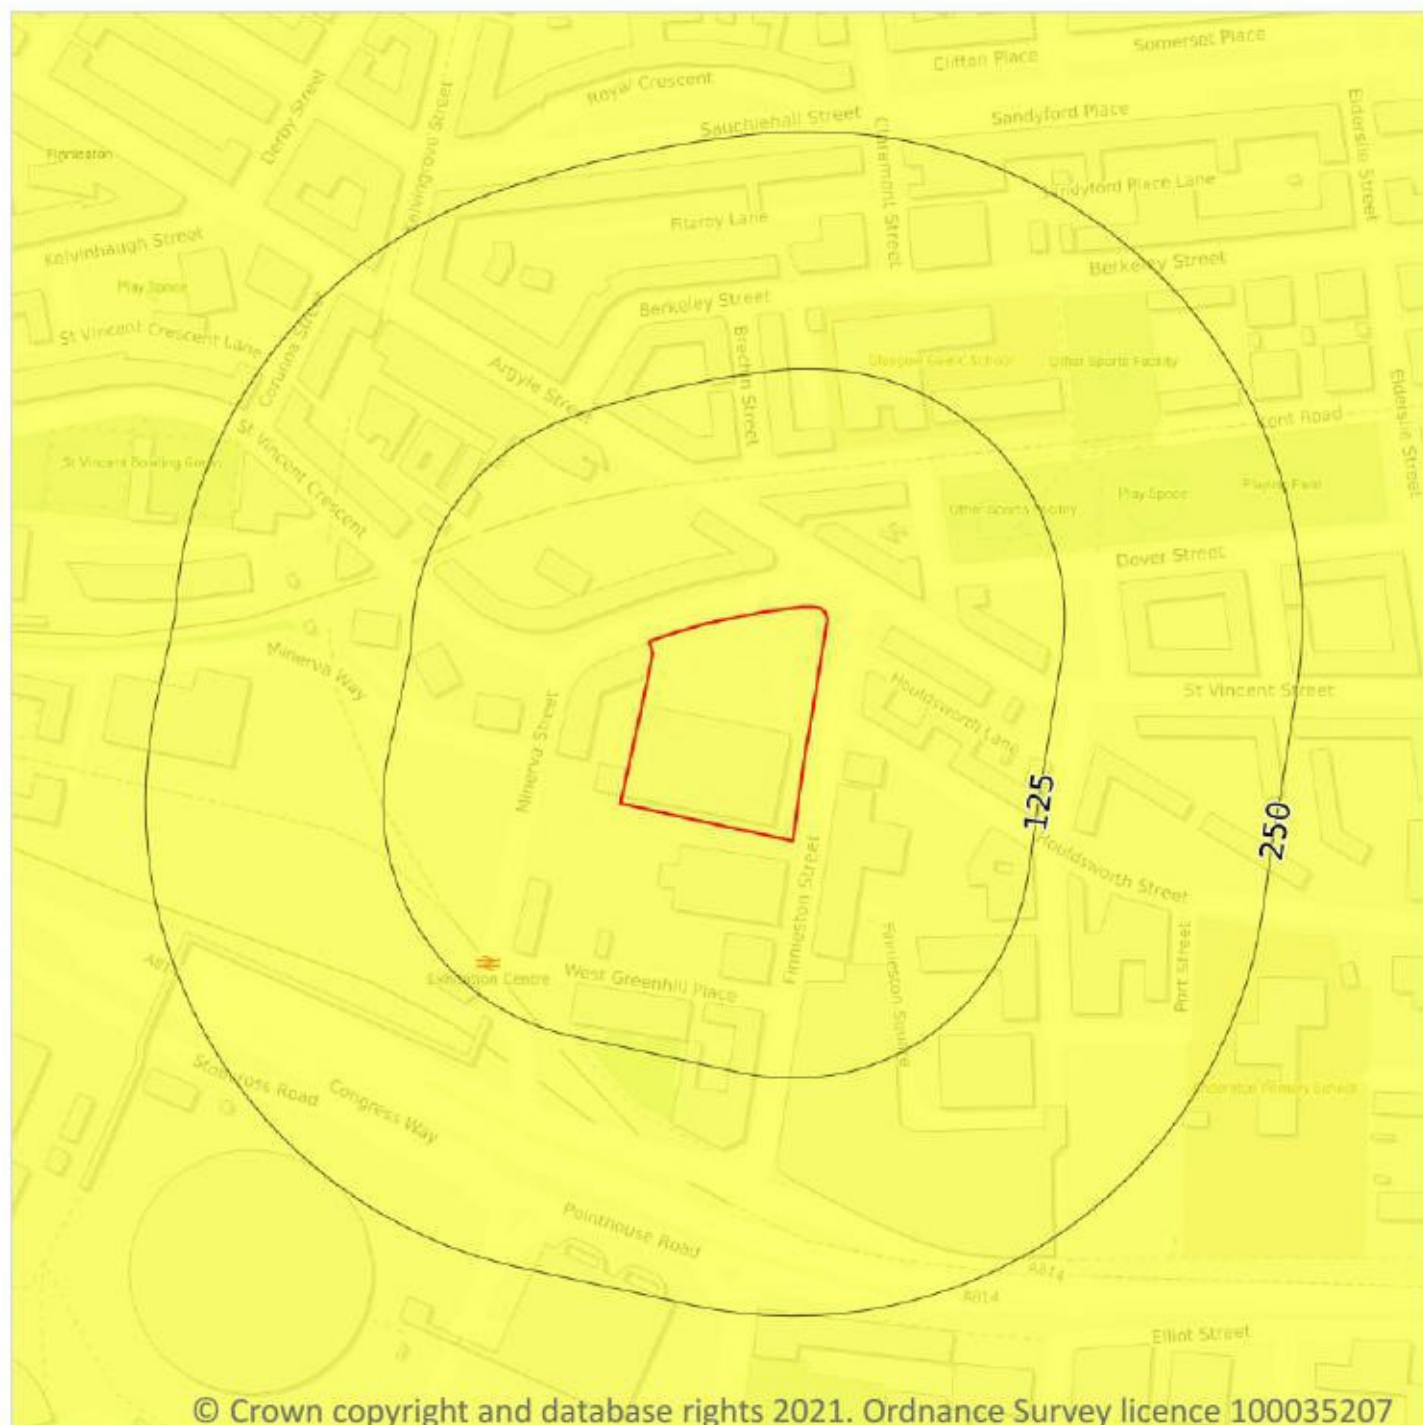 Somerset Place
Clifton Place
Royal Crescent
Derby Street
Kelvingrove Street
Sauchiehall Street
Sandyford Place
Claremont Street
Elderslie Street
Finnieston
Sandyford Place Lane
Fitzroy Lane
Kelvinhaugh Street
Berkeley Street
Play Space
Berkeley Street
St Vincent Crescent Lane
Corunna Street
Brechin Street
Argyle Street
Glasgow Gaelic School
Other Sports Facility
Elderslie Street
Kent Road
St Vincent Crescent
St Vincent Bowling Green
Other Sports Facility
Play Space
Playing Field
Dover Street
Minerva Way
Houldsworth Lane
St Vincent Street
Minerva Street
125
250
Houldsworth Street
Finnieston Street
Finnieston Square
Port Street
Exhibition Centre
West Greenhill Place
Stobcross Road
Congress Way
Anderston Primary School
Pointhouse Road
A814
A814
Elliot Street
© Crown copyright and database rights 2021. Ordnance Survey licence 100035207